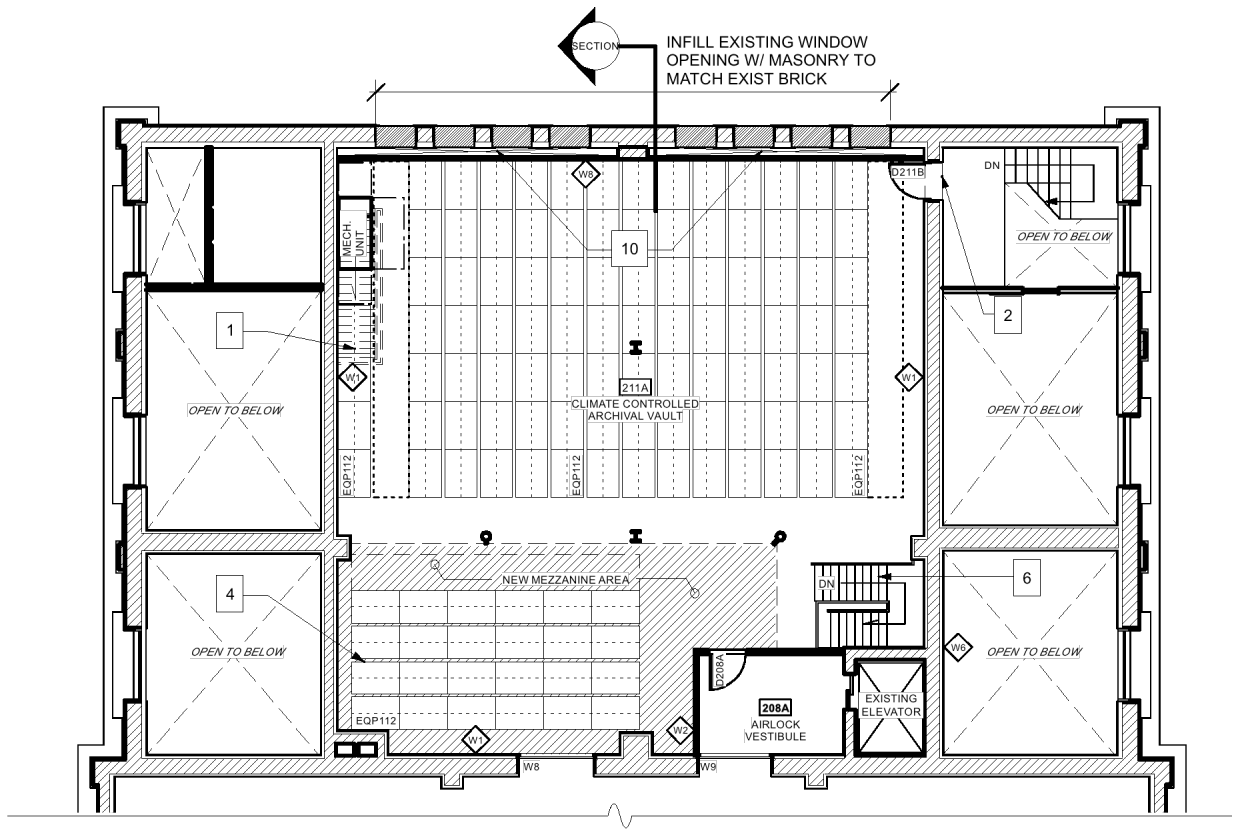 SECTION
INFILL EXISTING WINDOW
OPENING W/ MASONRY TO
MATCH EXIST BRICK
W8
D211B
DN
OPEN TO BELOW
MECH.
UNIT
10
1
2
W1
W1
211A
CLIMATE CONTROLLED
ARCHIVAL VAULT
OPEN TO BELOW
OPEN TO BELOW
EQP112
EQP112
EQP112
NEW MEZZANINE AREA
DN
6
4
OPEN TO BELOW
W6
OPEN TO BELOW
D208A
EXISTING
ELEVATOR
208A
AIRLOCK
VESTIBULE
EQP112
W1
W2
W8
W9